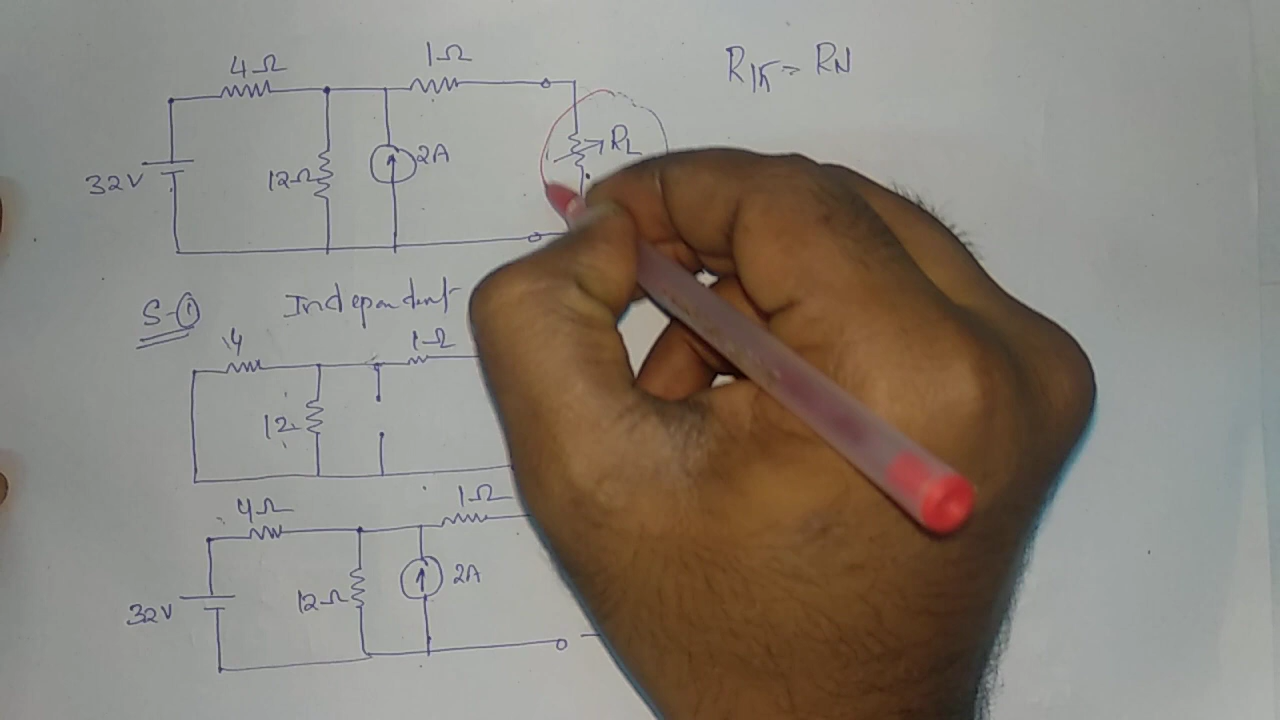 4Ω 1Ω
R_th = R_N
32V 12Ω 2A R_L
S-① Independent
4 1Ω
12
4Ω 1Ω
32V 12Ω 2A